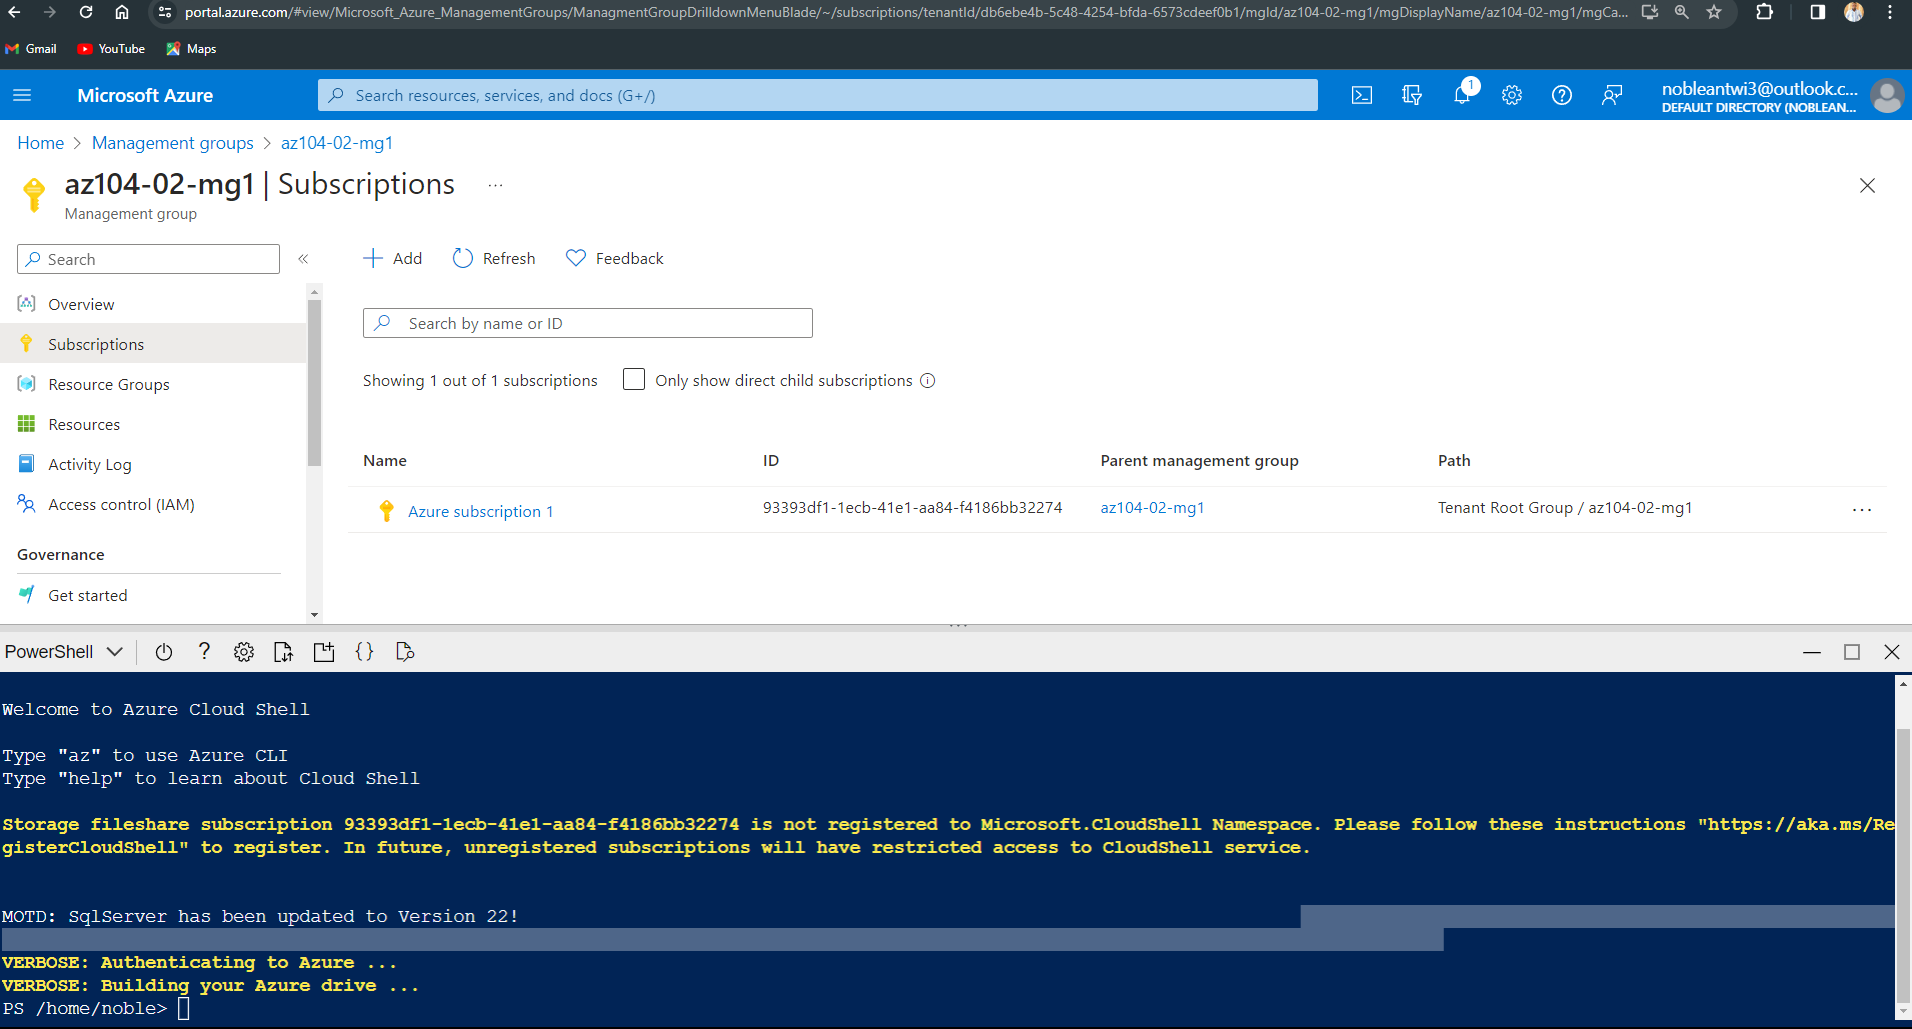 portal.azure.com/#view/Microsoft_Azure_ManagementGroups/ManagmentGroupDrilldownMenuBlade/~/subscriptions/tenantId/db6ebe4b-5c48-4254-bfda-6573cdeef0b1/mgId/az104-02-mg1/mgDisplayName/az104-02-mg1/mgCa...
Gmail YouTube Maps
Microsoft Azure Search resources, services, and docs (G+/) 1 nobleantwi3@outlook.c...
DEFAULT DIRECTORY (NOBLEAN...
Home > Management groups > az104-02-mg1
az104-02-mg1 | Subscriptions ...
Management group
Search « Add Refresh Feedback
Overview
Search by name or ID
Subscriptions
Resource Groups Showing 1 out of 1 subscriptions Only show direct child subscriptions
Resources
Activity Log Name ID Parent management group Path
Access control (IAM) Azure subscription 1 93393df1-1ecb-41e1-aa84-f4186bb32274 az104-02-mg1 Tenant Root Group / az104-02-mg1 ...
Governance
Get started
PowerShell ? {}
Welcome to Azure Cloud Shell
Type "az" to use Azure CLI
Type "help" to learn about Cloud Shell
Storage fileshare subscription 93393df1-1ecb-41e1-aa84-f4186bb32274 is not registered to Microsoft.CloudShell Namespace. Please follow these instructions "https://aka.ms/Re
gisterCloudShell" to register. In future, unregistered subscriptions will have restricted access to CloudShell service.
MOTD: SqlServer has been updated to Version 22!
VERBOSE: Authenticating to Azure ...
VERBOSE: Building your Azure drive ...
PS /home/noble>